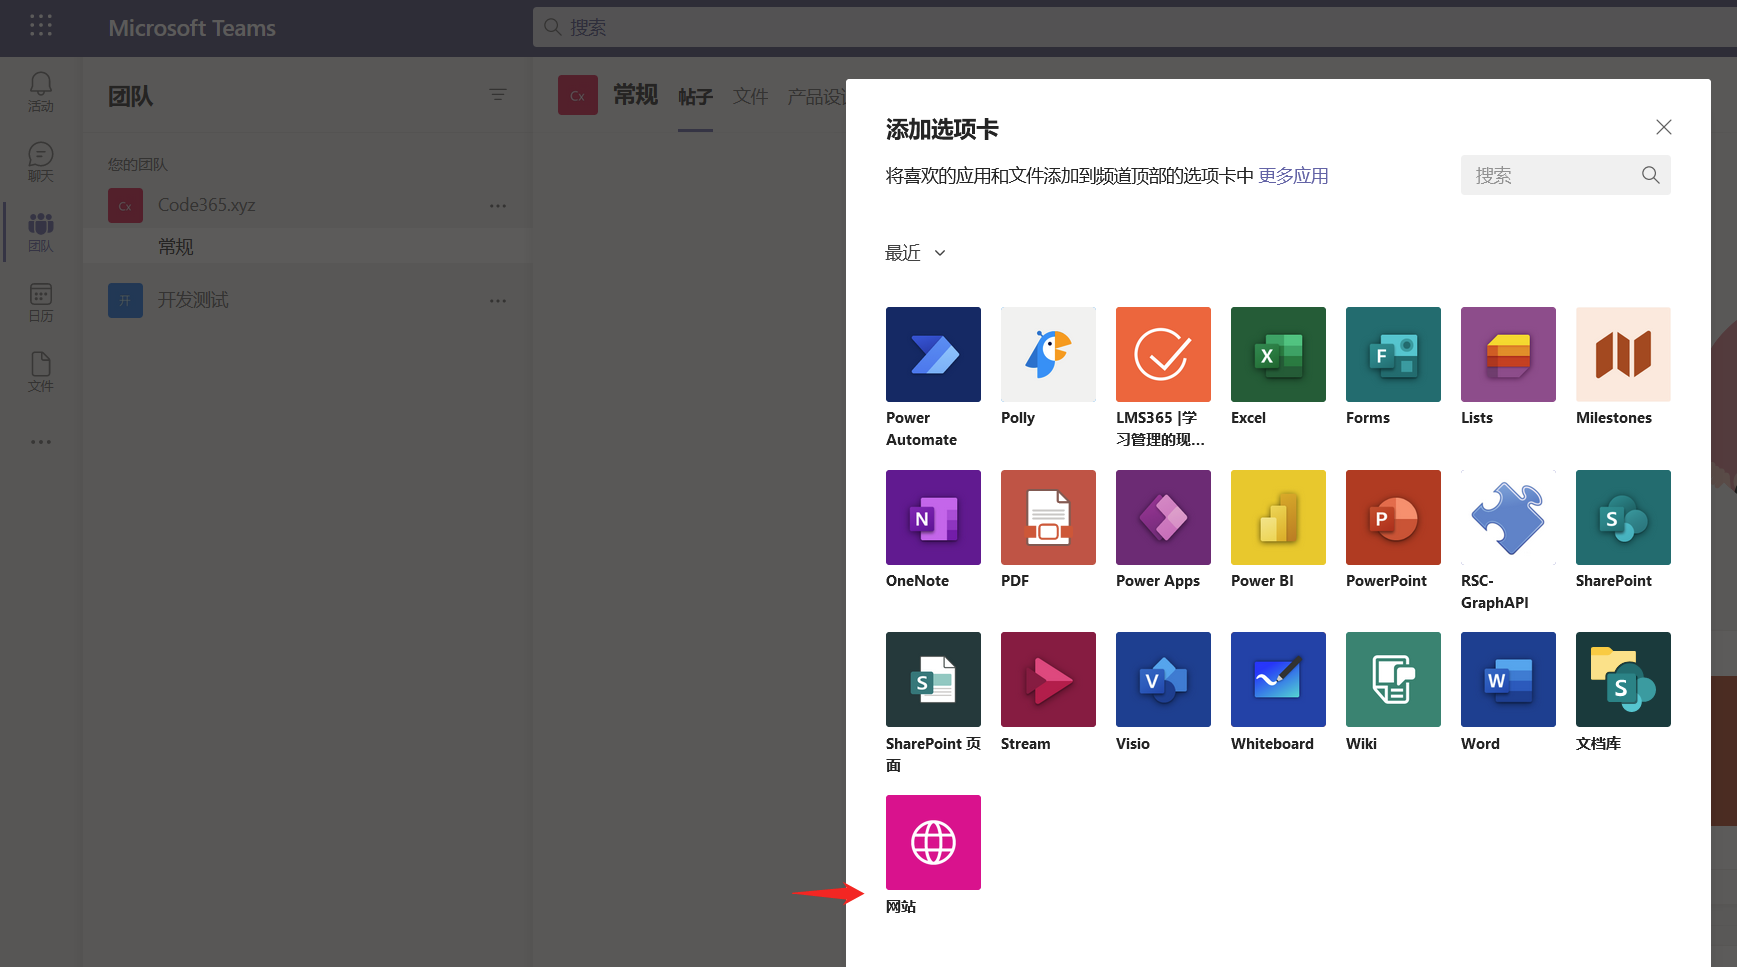 Microsoft Teams
搜索
活动
聊天
团队
日历
文件
团队
您的团队
Cx
Code365.xyz
常规
开
开发测试
Cx
常规
帖子
文件
产品设
添加选项卡
将喜欢的应用和文件添加到频道顶部的选项卡中 更多应用
搜索
最近
Power
Automate
Polly
LMS365 |学
习管理的现...
Excel
Forms
Lists
Milestones
OneNote
PDF
Power Apps
Power BI
PowerPoint
RSC-
GraphAPI
SharePoint
SharePoint 页
面
Stream
Visio
Whiteboard
Wiki
Word
文档库
网站
X
F
N
P
S
S
V
W
S